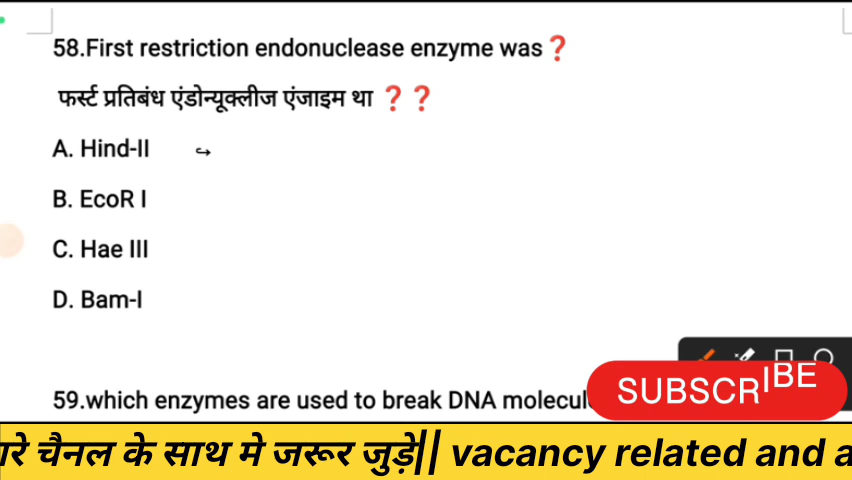 58.First restriction endonuclease enzyme was❓
फर्स्ट प्रतिबंध एंडोन्यूक्लीज एंजाइम था ❓❓
A. Hind-II
B. EcoR I
C. Hae III
D. Bam-I
59.which enzymes are used to break DNA
SUBSCRIBE
चैनल के साथ मे जरूर जुड़े|| vacancy related and